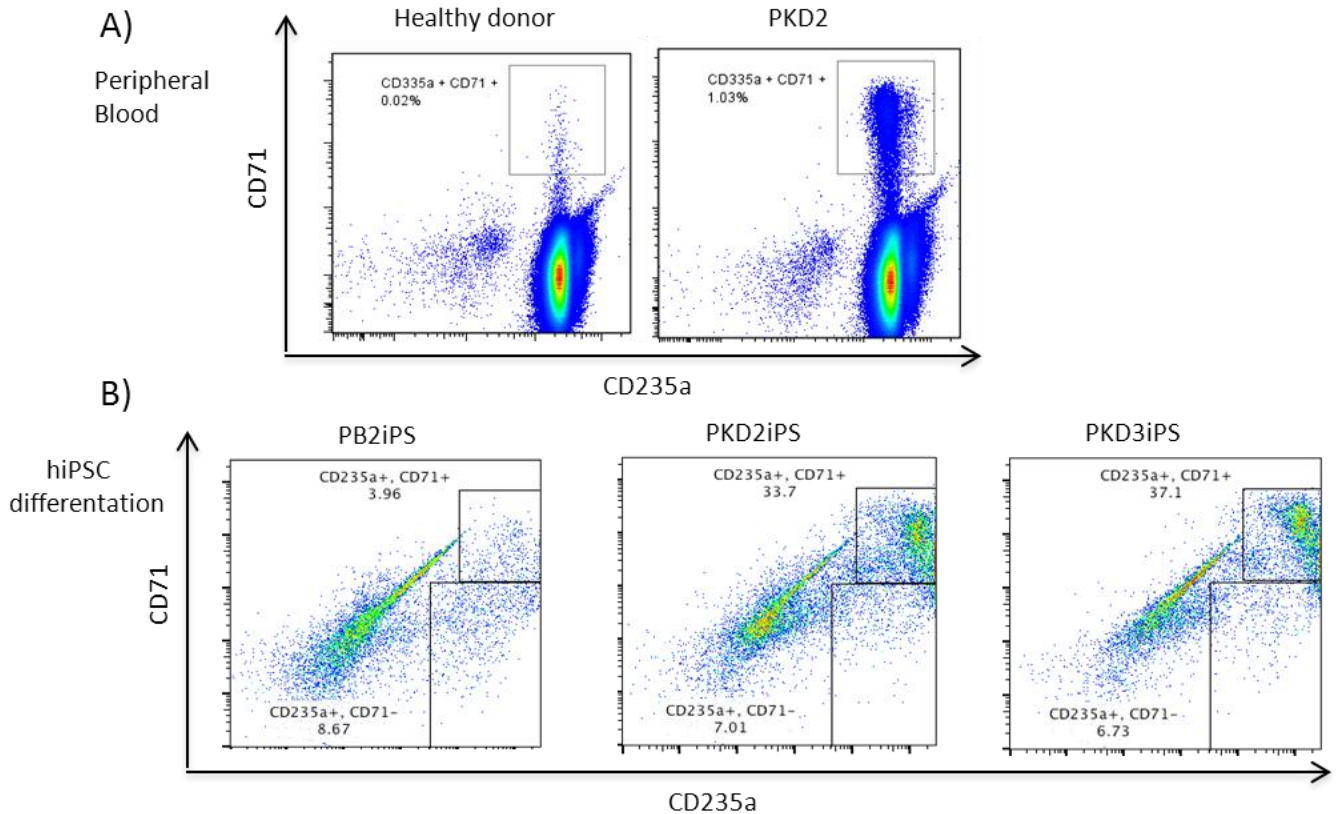 A)
Healthy donor
PKD2
Peripheral
Blood
CD335a + CD71 +
0.02%
CD335a + CD71 +
1.03%
CD71
CD235a
B)
PB2iPS
PKD2iPS
PKD3iPS
hiPSC
differentation
CD235a+, CD71+
3.96
CD235a+, CD71+
33.7
CD235a+, CD71+
37.1
CD71
CD235a+, CD71-
8.67
CD235a+, CD71-
7.01
CD235a+, CD71-
6.73
CD235a